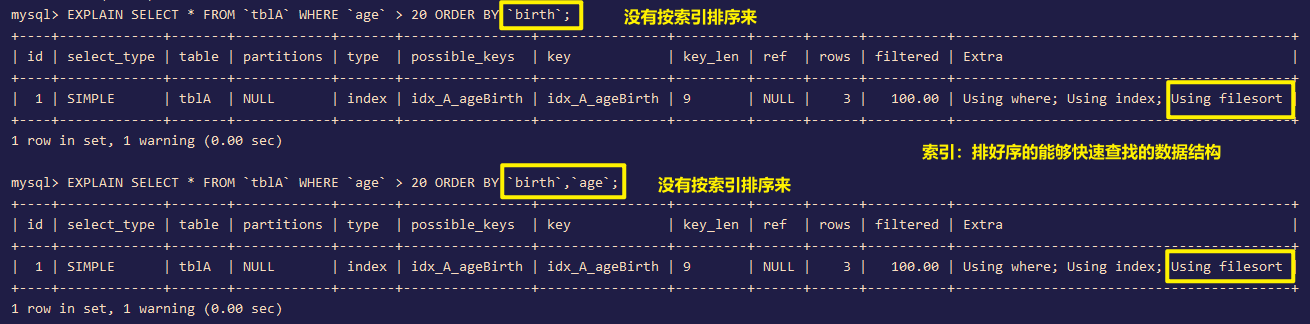 mysql> EXPLAIN SELECT * FROM `tblA` WHERE `age` > 20 ORDER BY `birth`; 没有按索引排序来
+----+-------------+-------+------------+-------+----------------+----------------+---------+------+------+----------+------------------------------------------+
| id | select_type | table | partitions | type | possible_keys | key | key_len | ref | rows | filtered | Extra |
+----+-------------+-------+------------+-------+----------------+----------------+---------+------+------+----------+------------------------------------------+
| 1 | SIMPLE | tblA | NULL | index | idx_A_ageBirth | idx_A_ageBirth | 9 | NULL | 3 | 100.00 | Using where; Using index; Using filesort |
+----+-------------+-------+------------+-------+----------------+----------------+---------+------+------+----------+------------------------------------------+
1 row in set, 1 warning (0.00 sec)
索引：排好序的能够快速查找的数据结构
mysql> EXPLAIN SELECT * FROM `tblA` WHERE `age` > 20 ORDER BY `birth`,`age`; 没有按索引排序来
+----+-------------+-------+------------+-------+----------------+----------------+---------+------+------+----------+------------------------------------------+
| id | select_type | table | partitions | type | possible_keys | key | key_len | ref | rows | filtered | Extra |
+----+-------------+-------+------------+-------+----------------+----------------+---------+------+------+----------+------------------------------------------+
| 1 | SIMPLE | tblA | NULL | index | idx_A_ageBirth | idx_A_ageBirth | 9 | NULL | 3 | 100.00 | Using where; Using index; Using filesort |
+----+-------------+-------+------------+-------+----------------+----------------+---------+------+------+----------+------------------------------------------+
1 row in set, 1 warning (0.00 sec)